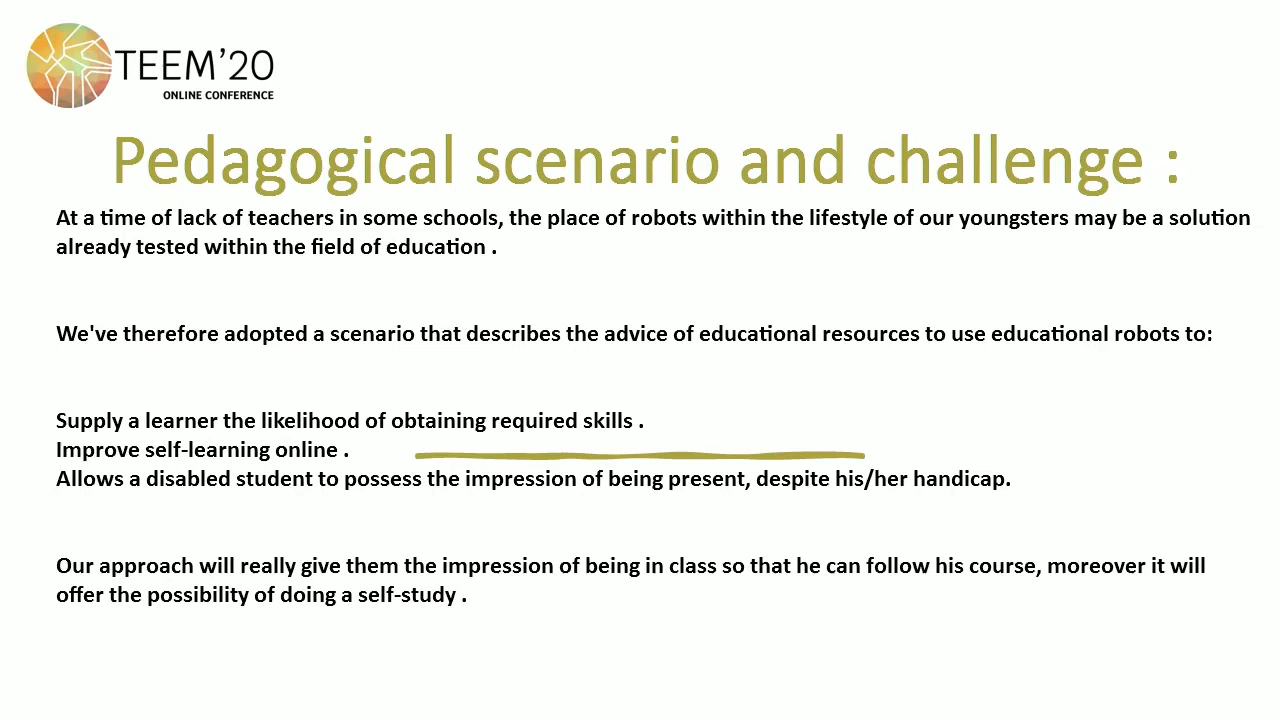 TEEM'20
ONLINE CONFERENCE
Pedagogical scenario and challenge :
At a time of lack of teachers in some schools, the place of robots within the lifestyle of our youngsters may be a solution
already tested within the field of education .
We've therefore adopted a scenario that describes the advice of educational resources to use educational robots to:
Supply a learner the likelihood of obtaining required skills .
Improve self-learning online .
Allows a disabled student to possess the impression of being present, despite his/her handicap.
Our approach will really give them the impression of being in class so that he can follow his course, moreover it will
offer the possibility of doing a self-study .